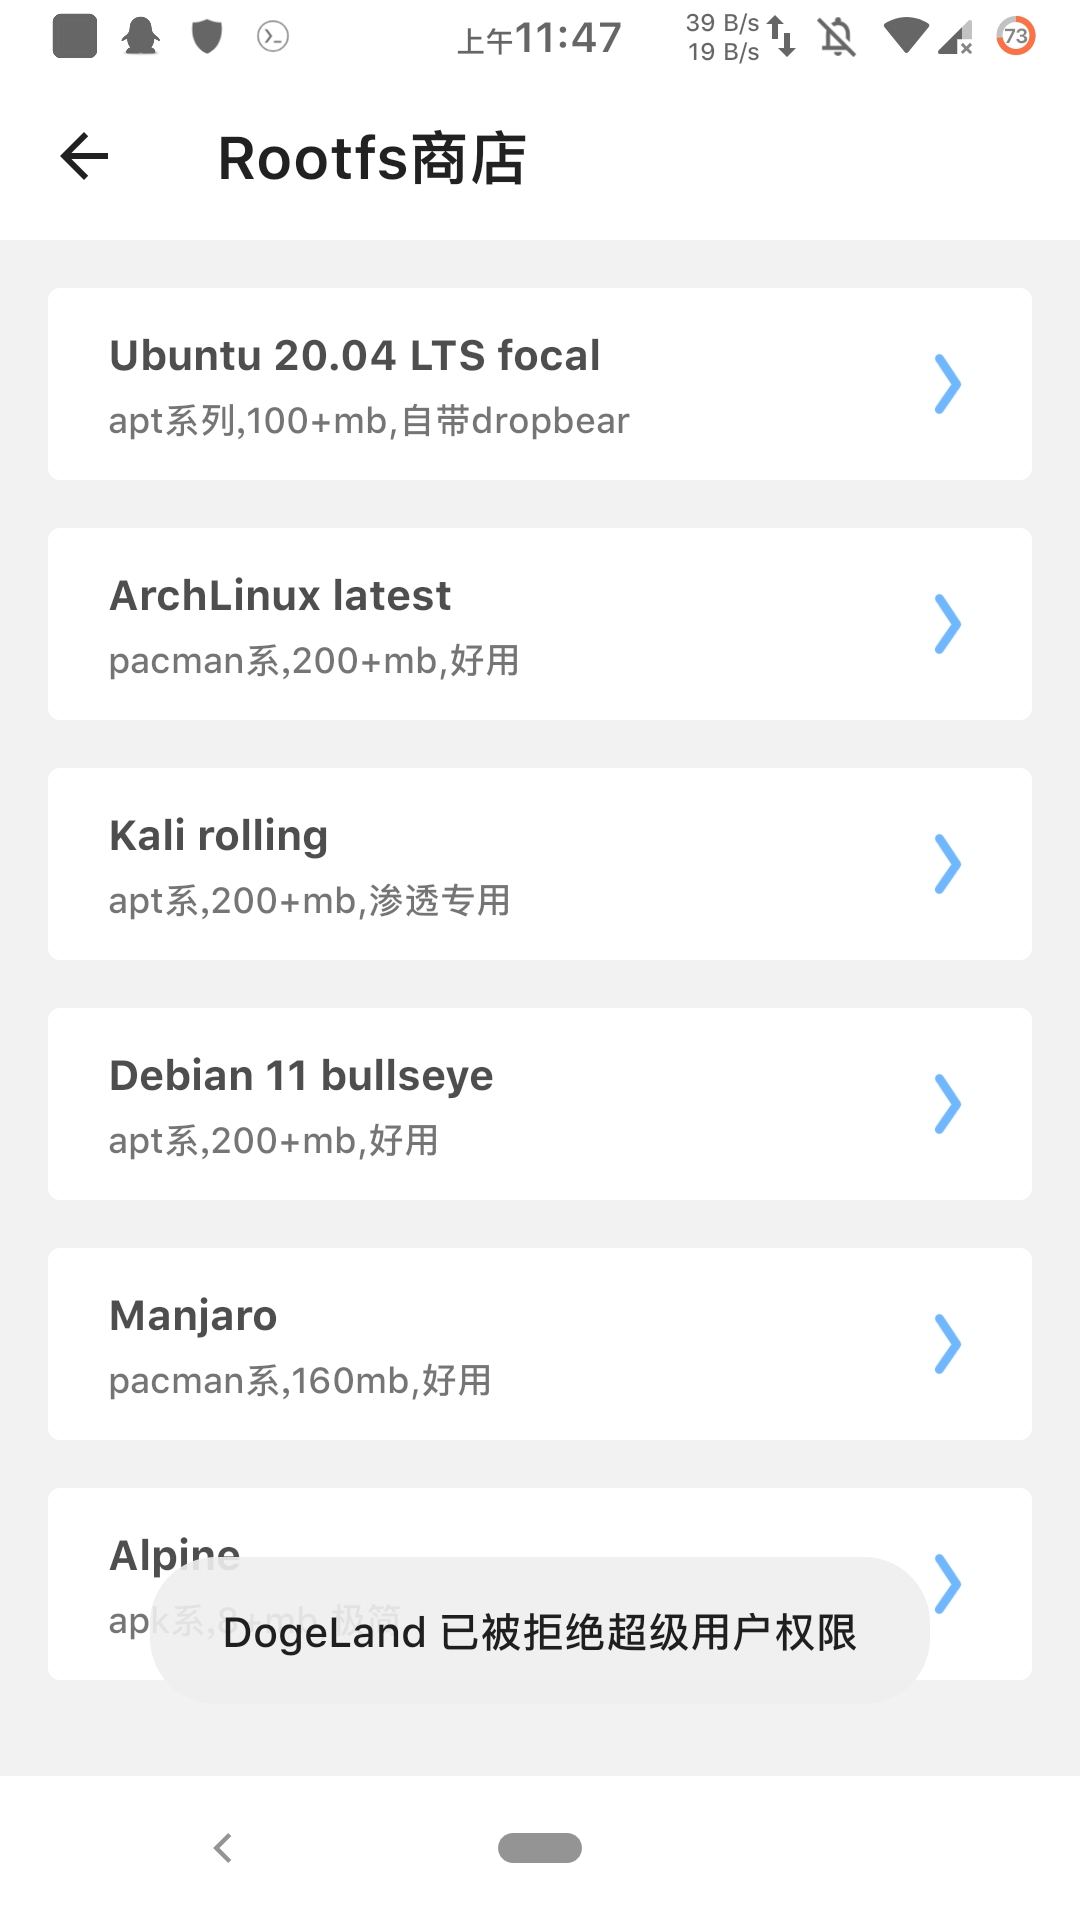 上午11:47
39 B/s
19 B/s
73
Rootfs商店
Ubuntu 20.04 LTS focal
apt系列,100+mb,自带dropbear
ArchLinux latest
pacman系,200+mb,好用
Kali rolling
apt系,200+mb,渗透专用
Debian 11 bullseye
apt系,200+mb,好用
Manjaro
pacman系,160mb,好用
Alpine
apk系,8+mb,极简
DogeLand 已被拒绝超级用户权限